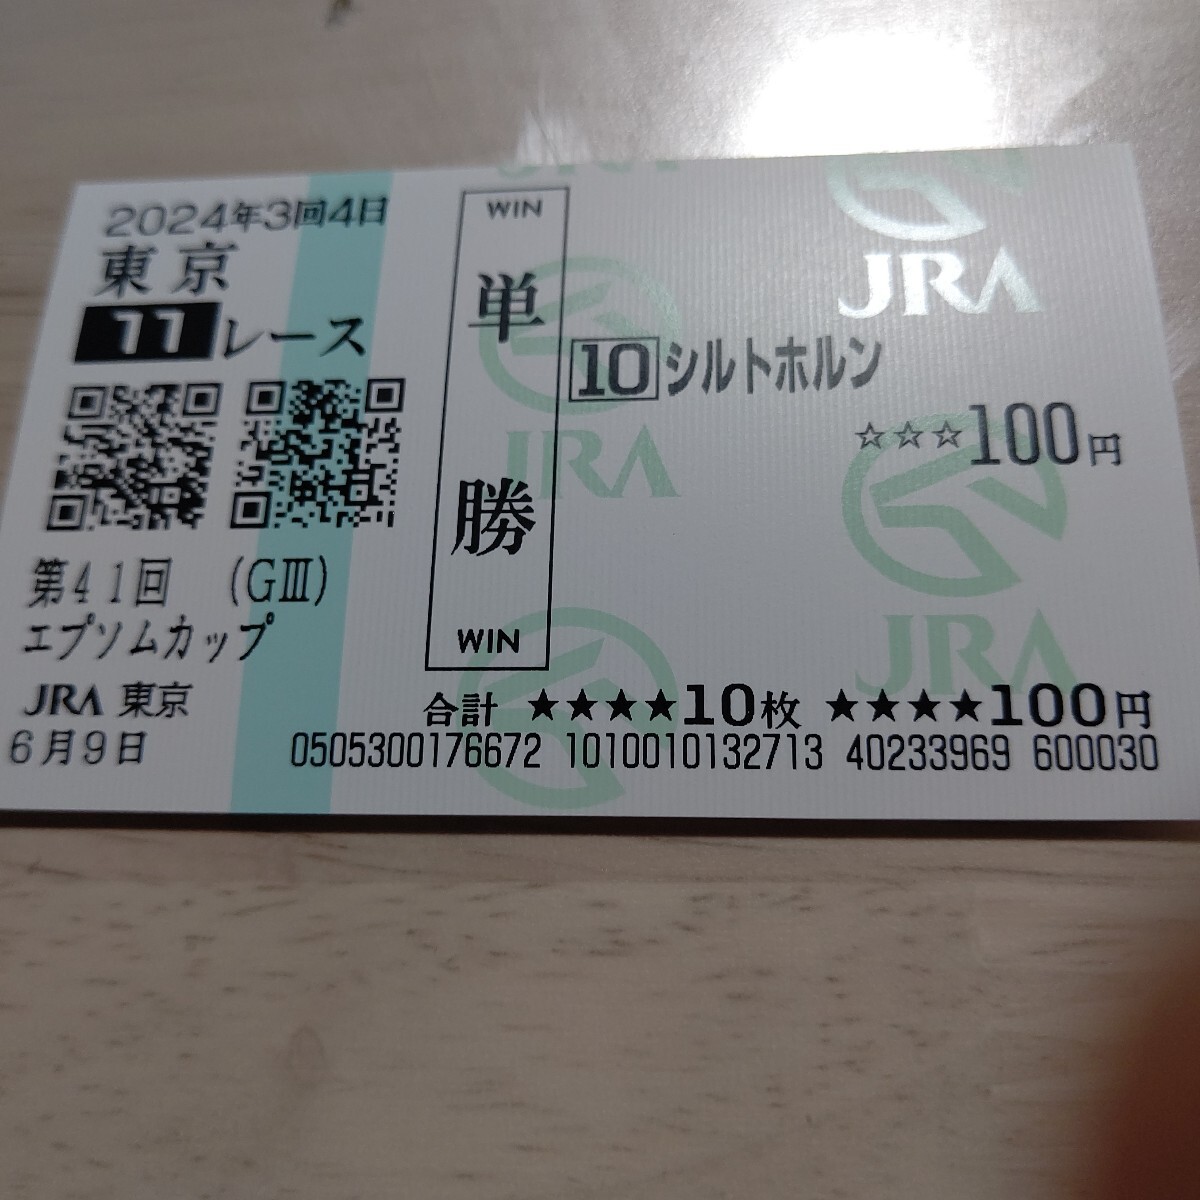 2024年3回4日
東京
11レース
第41回 (GⅢ)
エプソムカップ
JRA 東京
6月9日
WIN
単勝
WIN
JRA
10シルトホルン
☆☆☆100円
JRA
JRA
合計 ★★★★10枚 ★★★★100円
0505300176672 1010010132713 40233969 600030